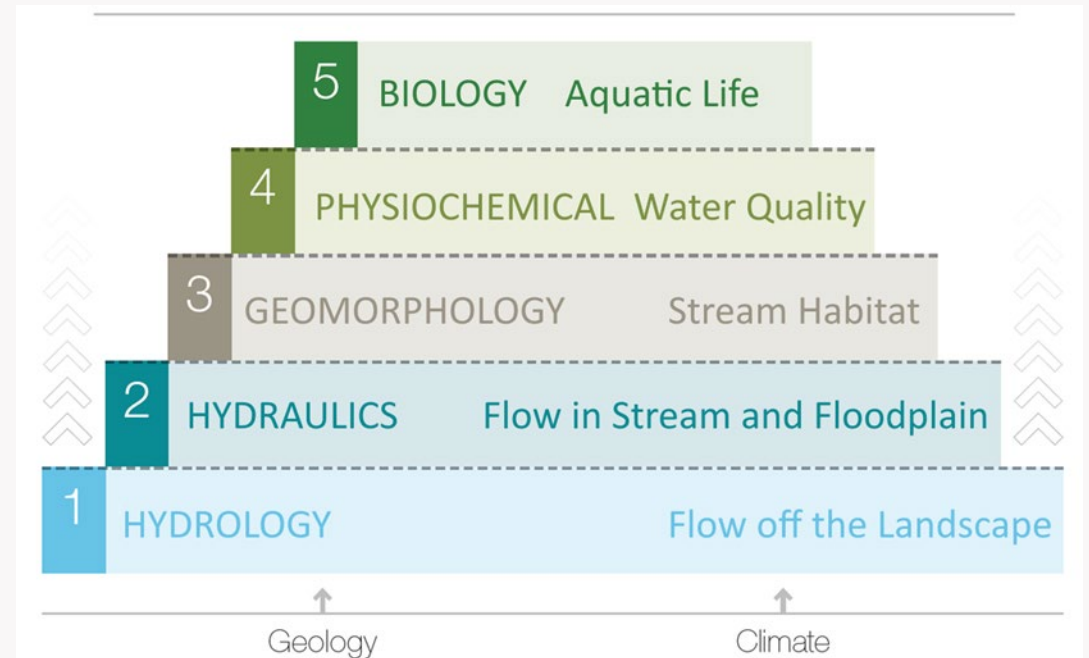 5 BIOLOGY Aquatic Life
4 PHYSIOCHEMICAL Water Quality
3 GEOMORPHOLOGY Stream Habitat
2 HYDRAULICS Flow in Stream and Floodplain
1 HYDROLOGY Flow off the Landscape
Geology Climate